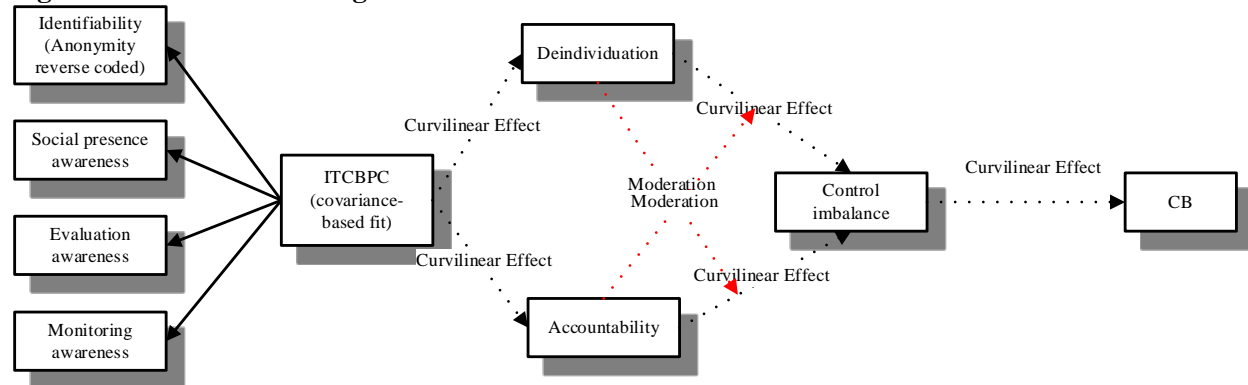 Identifiability
(Anonymity
reverse coded)
Social presence
awareness
Evaluation
awareness
Monitoring
awareness
ITCBPC
(covariance-
based fit)
Curvilinear Effect
Curvilinear Effect
Deindividuation
Accountability
Curvilinear Effect
Moderation
Moderation
Curvilinear Effect
Control
imbalance
Curvilinear Effect
CB